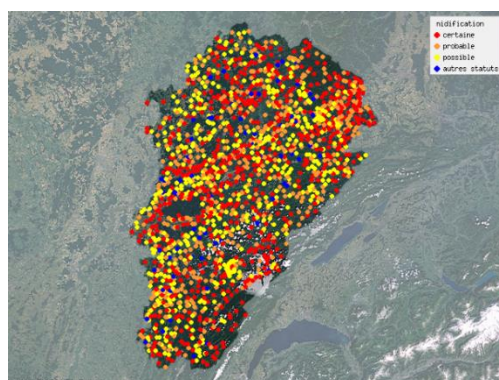 nidification
certaine
probable
possible
autres statuts